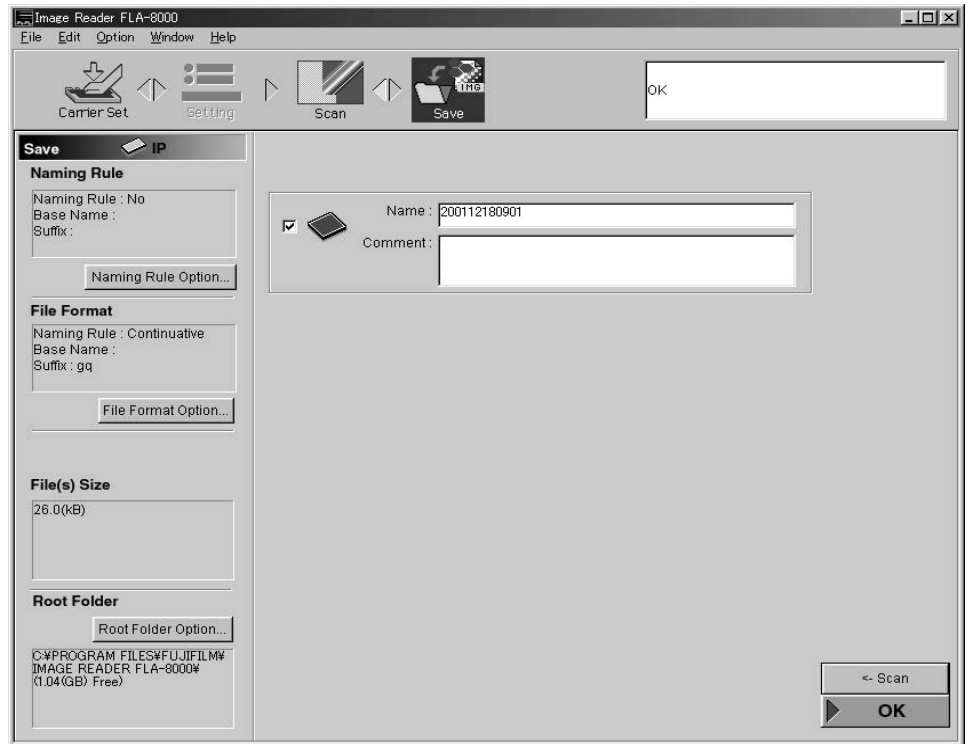 Image Reader FLA-8000
File Edit Option Window Help
Carrier Set
Setting
Scan
IMG
Save
OK
Save IP
Naming Rule
Naming Rule : No
Base Name :
Suffix :
Naming Rule Option...
File Format
Naming Rule : Continuative
Base Name :
Suffix : gq
File Format Option...
File(s) Size
26.0(kB)
Root Folder
Root Folder Option...
C:¥PROGRAM FILES¥FUJIFILM¥
IMAGE READER FLA-8000¥
(1.04(GB) Free)
Name : 200112180901
Comment :
<- Scan
OK